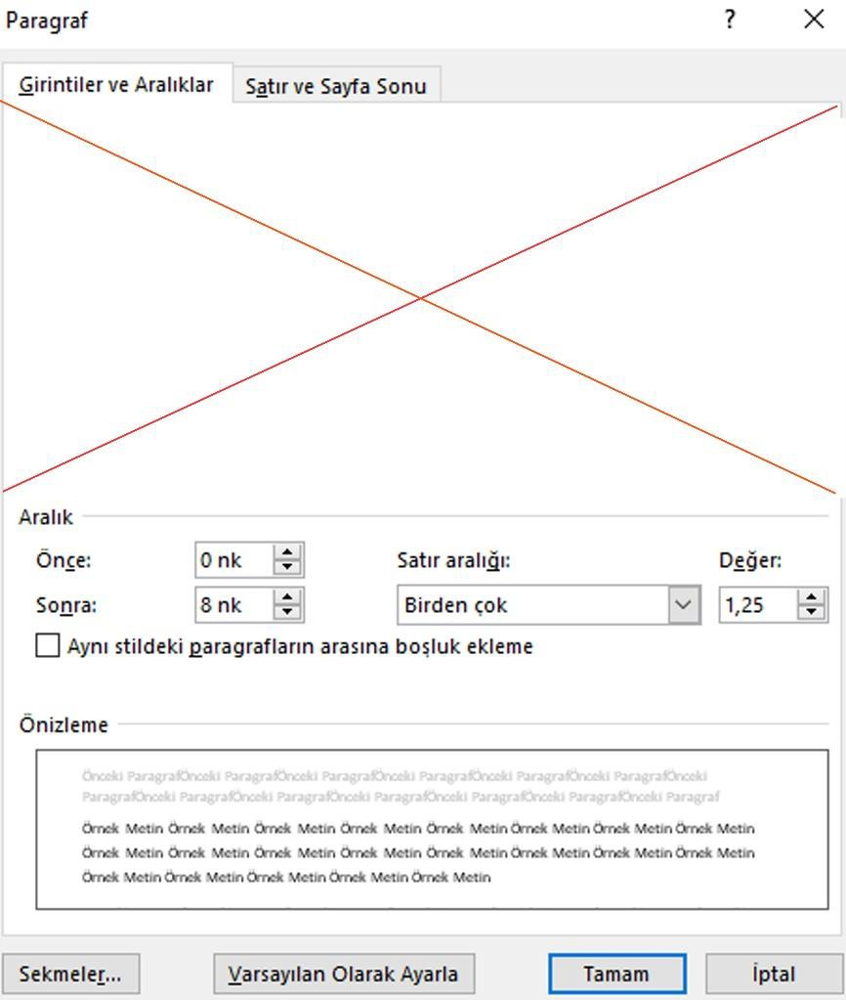 Paragraf ? ×
Girintiler ve Aralıklar Satır ve Sayfa Sonu
Aralık
Önce: 0 nk Satır aralığı: Değer:
Sonra: 8 nk Birden çok 1,25
Aynı stildeki paragrafların arasına boşluk ekleme
Önizleme
Önceki ParagrafÖnceki ParagrafÖnceki ParagrafÖnceki ParagrafÖnceki ParagrafÖnceki ParagrafÖnceki
ParagrafÖnceki ParagrafÖnceki ParagrafÖnceki ParagrafÖnceki ParagrafÖnceki ParagrafÖnceki Paragraf
Örnek Metin Örnek Metin Örnek Metin Örnek Metin Örnek Metin Örnek Metin Örnek Metin Örnek Metin
Örnek Metin Örnek Metin Örnek Metin Örnek Metin Örnek Metin Örnek Metin Örnek Metin Örnek Metin
Örnek Metin Örnek Metin Örnek Metin Örnek Metin Örnek Metin
Sekmeler... Varsayılan Olarak Ayarla Tamam İptal